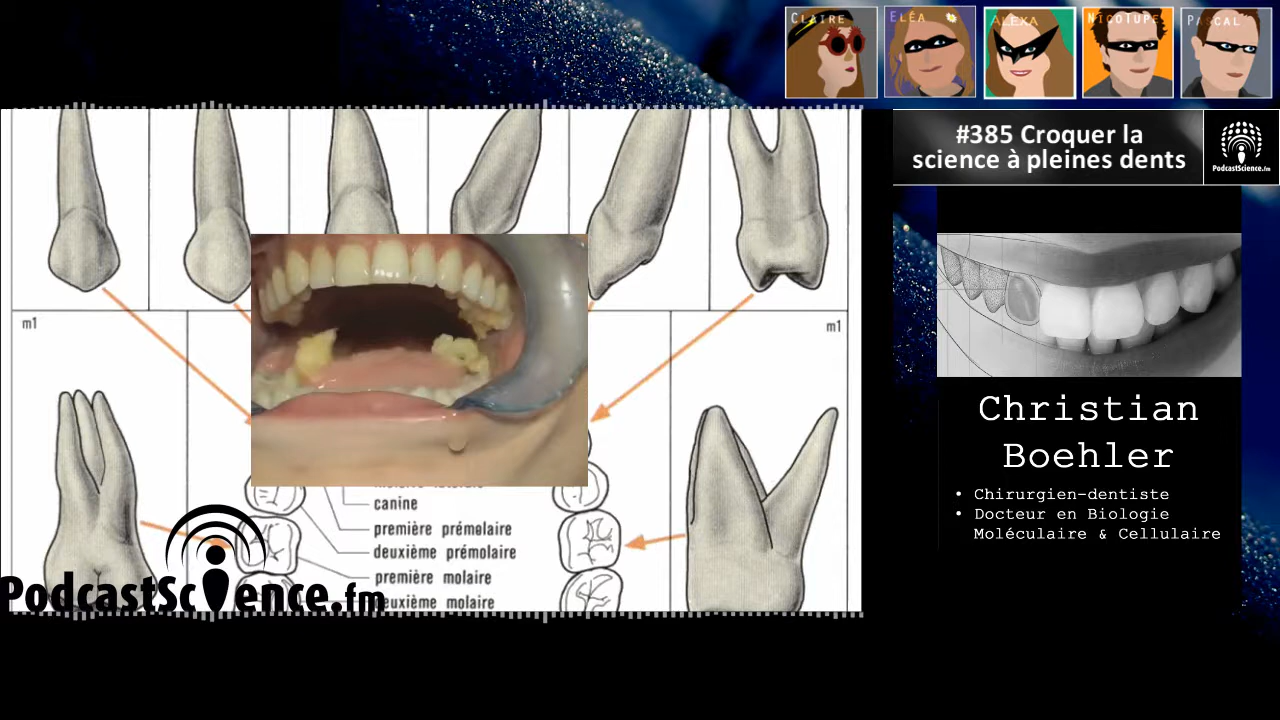 CLAIRE
ELÉA
ALEXA
NICOTUPE
PASCAL
#385 Croquer la
science à pleines dents
PodcastScience.fm
m1
m1
canine
première prémolaire
deuxième prémolaire
première molaire
deuxième molaire
PodcastScience.fm
Christian
Boehler
• Chirurgien-dentiste
• Docteur en Biologie
Moléculaire & Cellulaire